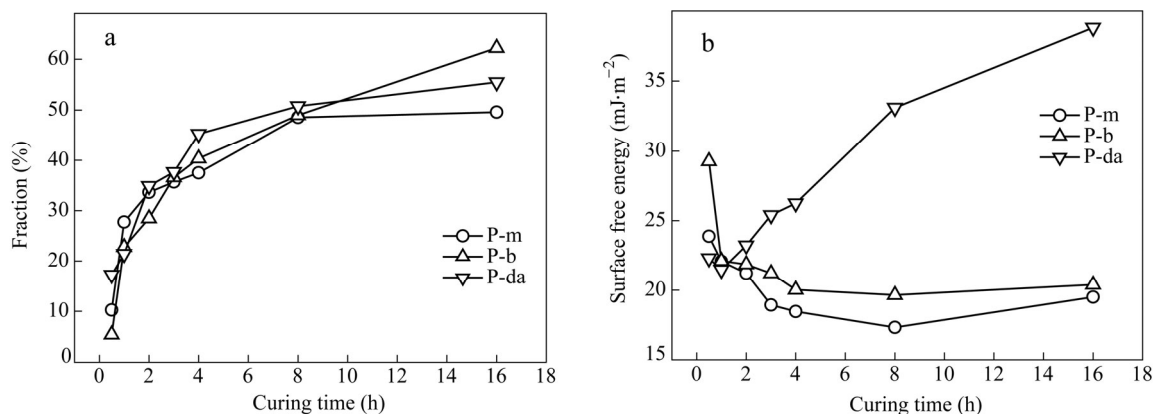 a
60
50
40
30
20
10
0
Fraction (%)
P-m
P-b
P-da
0 2 4 6 8 10 12 14 16 18
Curing time (h)
b
35
30
25
20
15
Surface free energy (mJ·m⁻²)
P-m
P-b
P-da
0 2 4 6 8 10 12 14 16 18
Curing time (h)